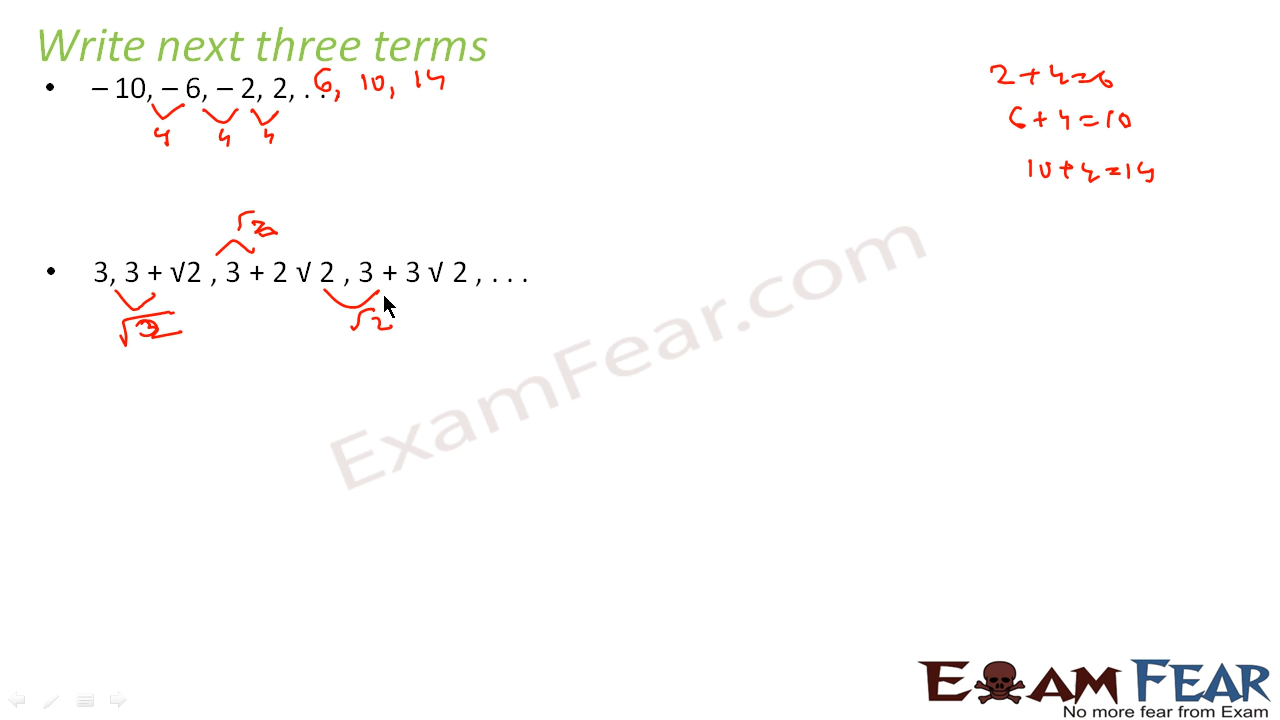 Write next three terms
• – 10, – 6, – 2, 2, . . . 6, 10, 14
4 4 4
2 + 4 = 6
6 + 4 = 10
10 + 4 = 14
√2
• 3, 3 + √2 , 3 + 2 √ 2 , 3 + 3 √ 2 , . . .
√2
ExamFear.com
EXAM FEAR
No more fear from Exam